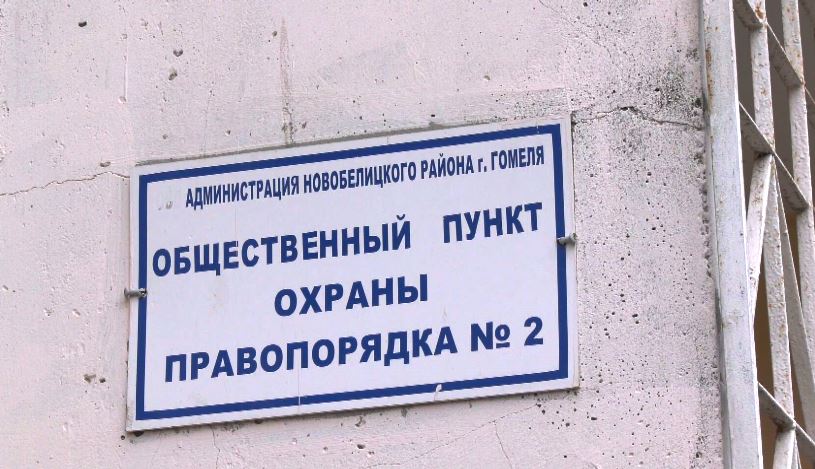 АДМИНИСТРАЦИЯ НОВОБЕЛИЦКОГО РАЙОНА г. ГОМЕЛЯ
ОБЩЕСТВЕННЫЙ ПУНКТ
ОХРАНЫ
ПРАВОПОРЯДКА № 2